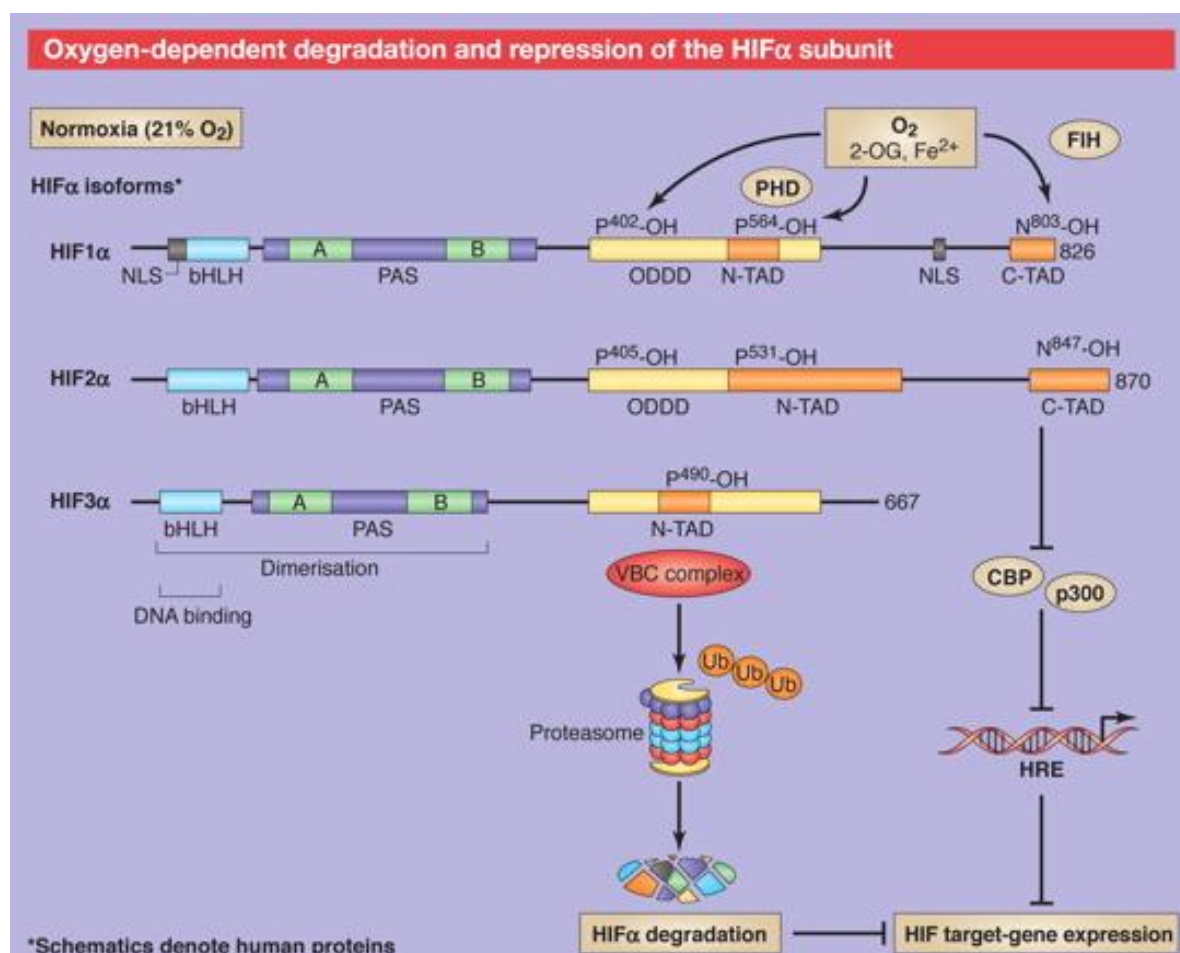 Oxygen-dependent degradation and repression of the HIFα subunit
Normoxia (21% O₂)
O₂
2-OG, Fe²⁺
FIH
PHD
HIFα isoforms*
P⁴⁰²-OH
P⁵⁶⁴-OH
N⁸⁰³-OH
HIF1α
A
B
826
NLS
bHLH
PAS
ODDD
N-TAD
NLS
C-TAD
P⁴⁰⁵-OH
P⁵³¹-OH
N⁸⁴⁷-OH
HIF2α
A
B
870
bHLH
PAS
ODDD
N-TAD
C-TAD
P⁴⁹⁰-OH
HIF3α
A
B
667
bHLH
PAS
N-TAD
Dimerisation
DNA binding
VBC complex
CBP
p300
Ub
Ub
Ub
Proteasome
HRE
HIFα degradation
HIF target-gene expression
*Schematics denote human proteins